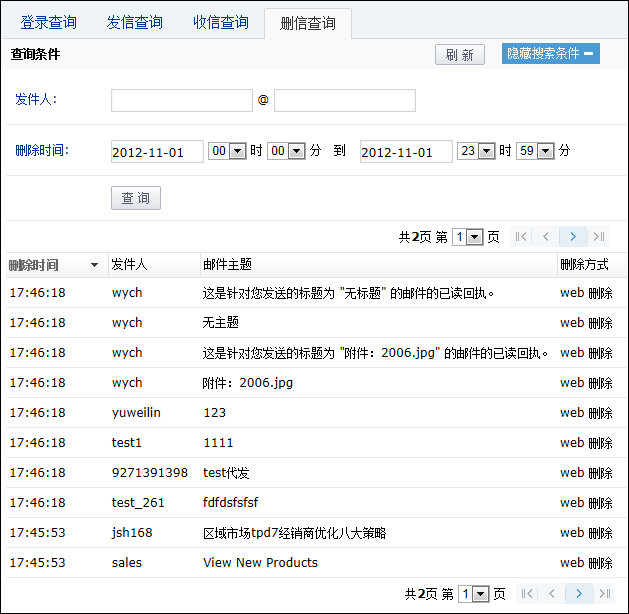 登录查询 发信查询 收信查询 删信查询
查询条件 刷 新 隐藏搜索条件
发件人: @
删除时间: 2012-11-01 00 时 00 分 到 2012-11-01 23 时 59 分
查 询
共2页 第 1 页
删除时间 发件人 邮件主题 删除方式
17:46:18 wych 这是针对您发送的标题为 "无标题" 的邮件的已读回执。 web 删除
17:46:18 wych 无主题 web 删除
17:46:18 wych 这是针对您发送的标题为 "附件：2006.jpg" 的邮件的已读回执。 web 删除
17:46:18 wych 附件：2006.jpg web 删除
17:46:18 yuweilin 123 web 删除
17:46:18 test1 1111 web 删除
17:46:18 9271391398 test代发 web 删除
17:46:18 test_261 fdfdsfsfsf web 删除
17:45:53 jsh168 区域市场tpd7经销商优化八大策略 web 删除
17:45:53 sales View New Products web 删除
共2页 第 1 页